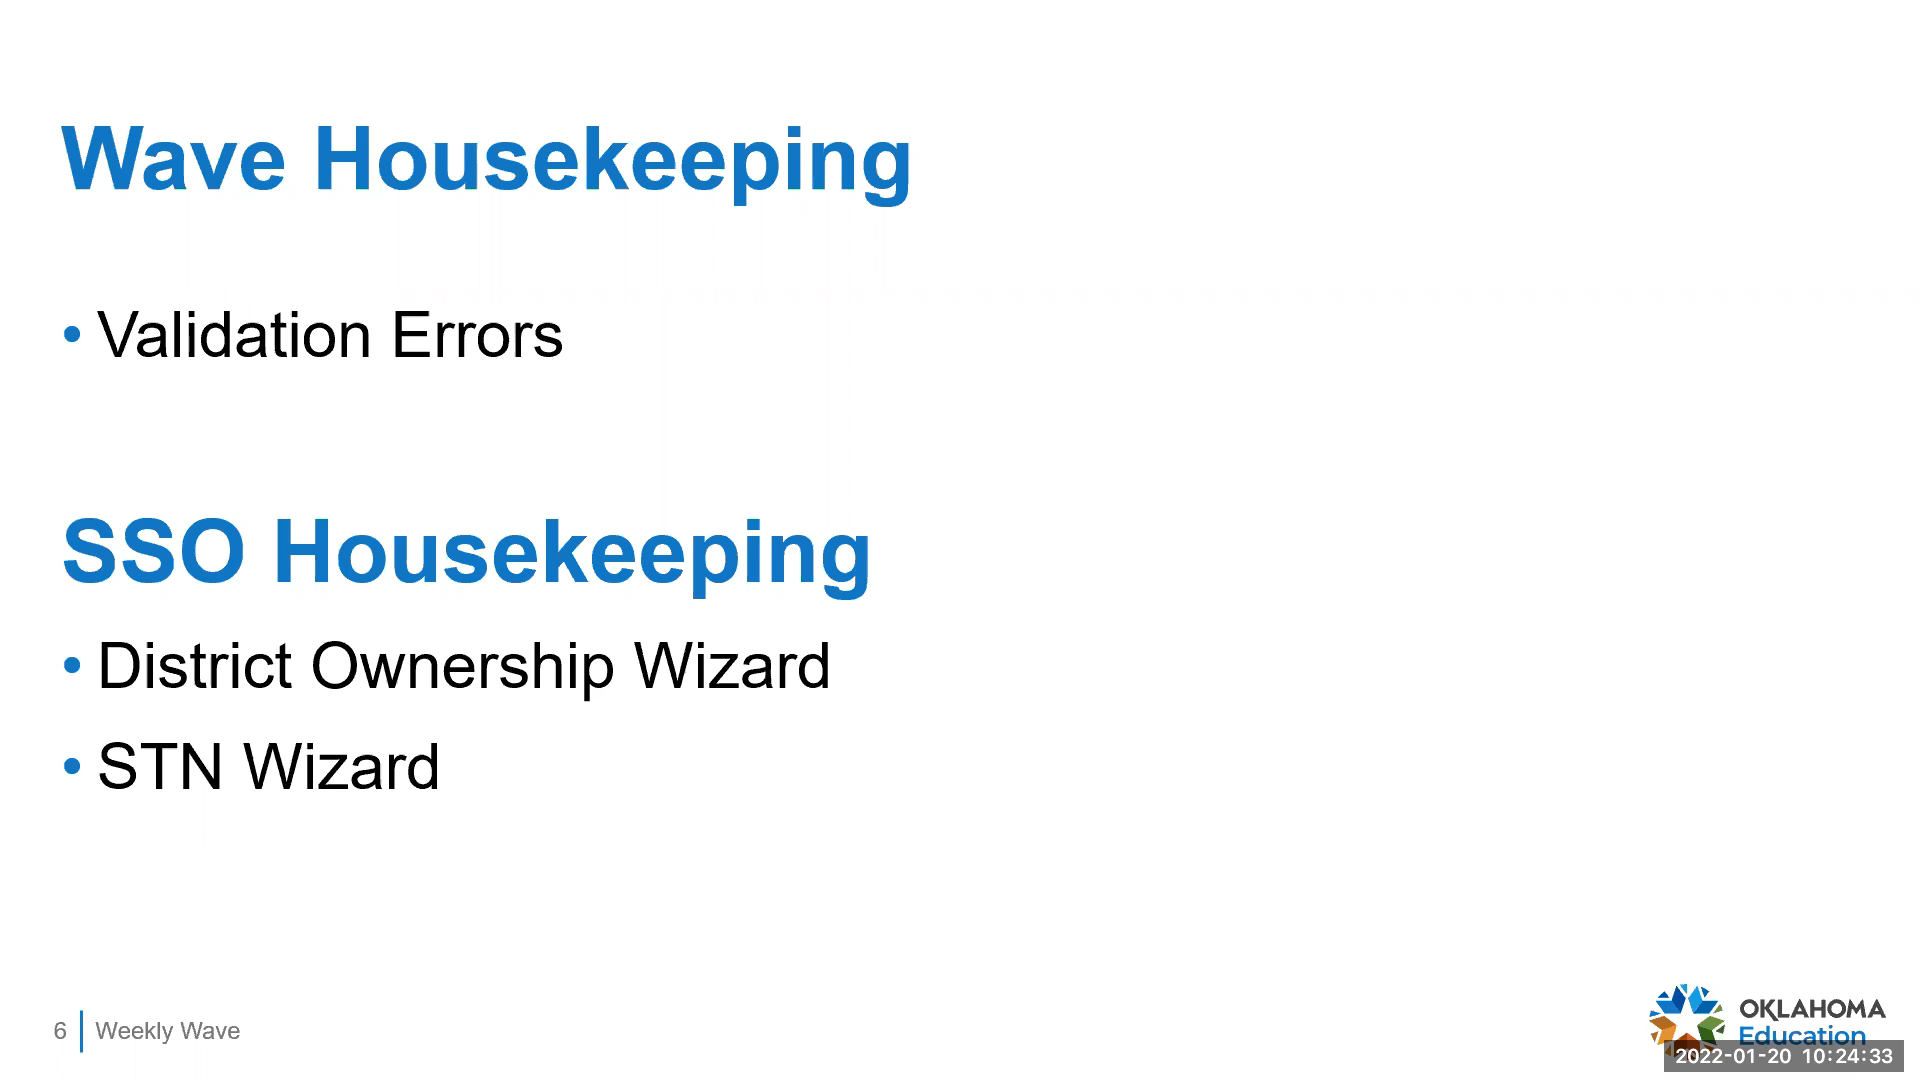 Wave Housekeeping
• Validation Errors
SSO Housekeeping
• District Ownership Wizard
• STN Wizard
6 Weekly Wave
OKLAHOMA
Education
2022-01-20 10:24:33